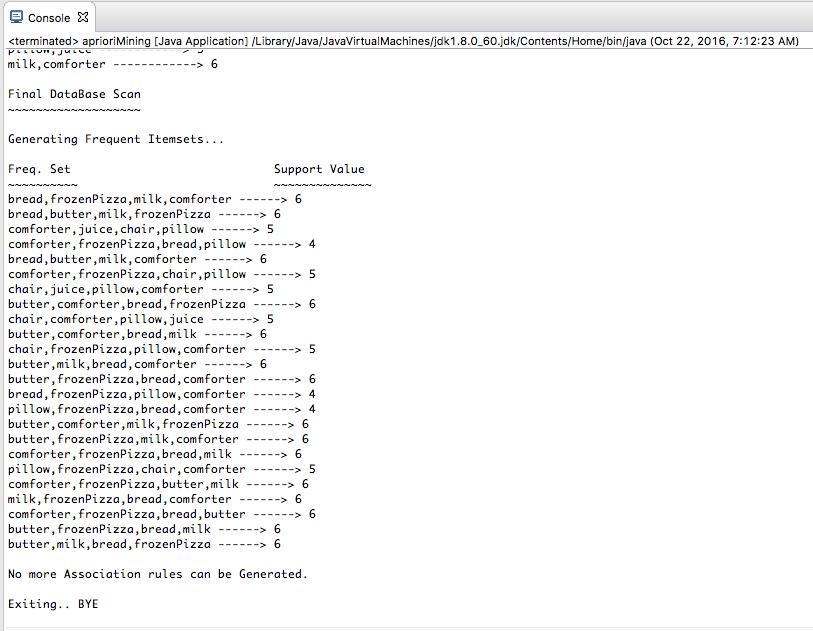 Console
<terminated> aprioriMining [Java Application] /Library/Java/JavaVirtualMachines/jdk1.8.0_60.jdk/Contents/Home/bin/java (Oct 22, 2016, 7:12:23 AM)
pillow,juice ------------> 5
milk,comforter ------------> 6
Final DataBase Scan
~~~~~~~~~~~~~~~~~~~
Generating Frequent Itemsets...
Freq. Set Support Value
~~~~~~~~~~ ~~~~~~~~~~~~~~
bread,frozenPizza,milk,comforter ------> 6
bread,butter,milk,frozenPizza ------> 6
comforter,juice,chair,pillow ------> 5
comforter,frozenPizza,bread,pillow ------> 4
bread,butter,milk,comforter ------> 6
comforter,frozenPizza,chair,pillow ------> 5
chair,juice,pillow,comforter ------> 5
butter,comforter,bread,frozenPizza ------> 6
chair,comforter,pillow,juice ------> 5
butter,comforter,bread,milk ------> 6
chair,frozenPizza,pillow,comforter ------> 5
butter,milk,bread,comforter ------> 6
butter,frozenPizza,bread,comforter ------> 6
bread,frozenPizza,pillow,comforter ------> 4
pillow,frozenPizza,bread,comforter ------> 4
butter,comforter,milk,frozenPizza ------> 6
butter,frozenPizza,milk,comforter ------> 6
comforter,frozenPizza,bread,milk ------> 6
pillow,frozenPizza,chair,comforter ------> 5
comforter,frozenPizza,butter,milk ------> 6
milk,frozenPizza,bread,comforter ------> 6
comforter,frozenPizza,bread,butter ------> 6
butter,frozenPizza,bread,milk ------> 6
butter,milk,bread,frozenPizza ------> 6
No more Association rules can be Generated.
Exiting.. BYE